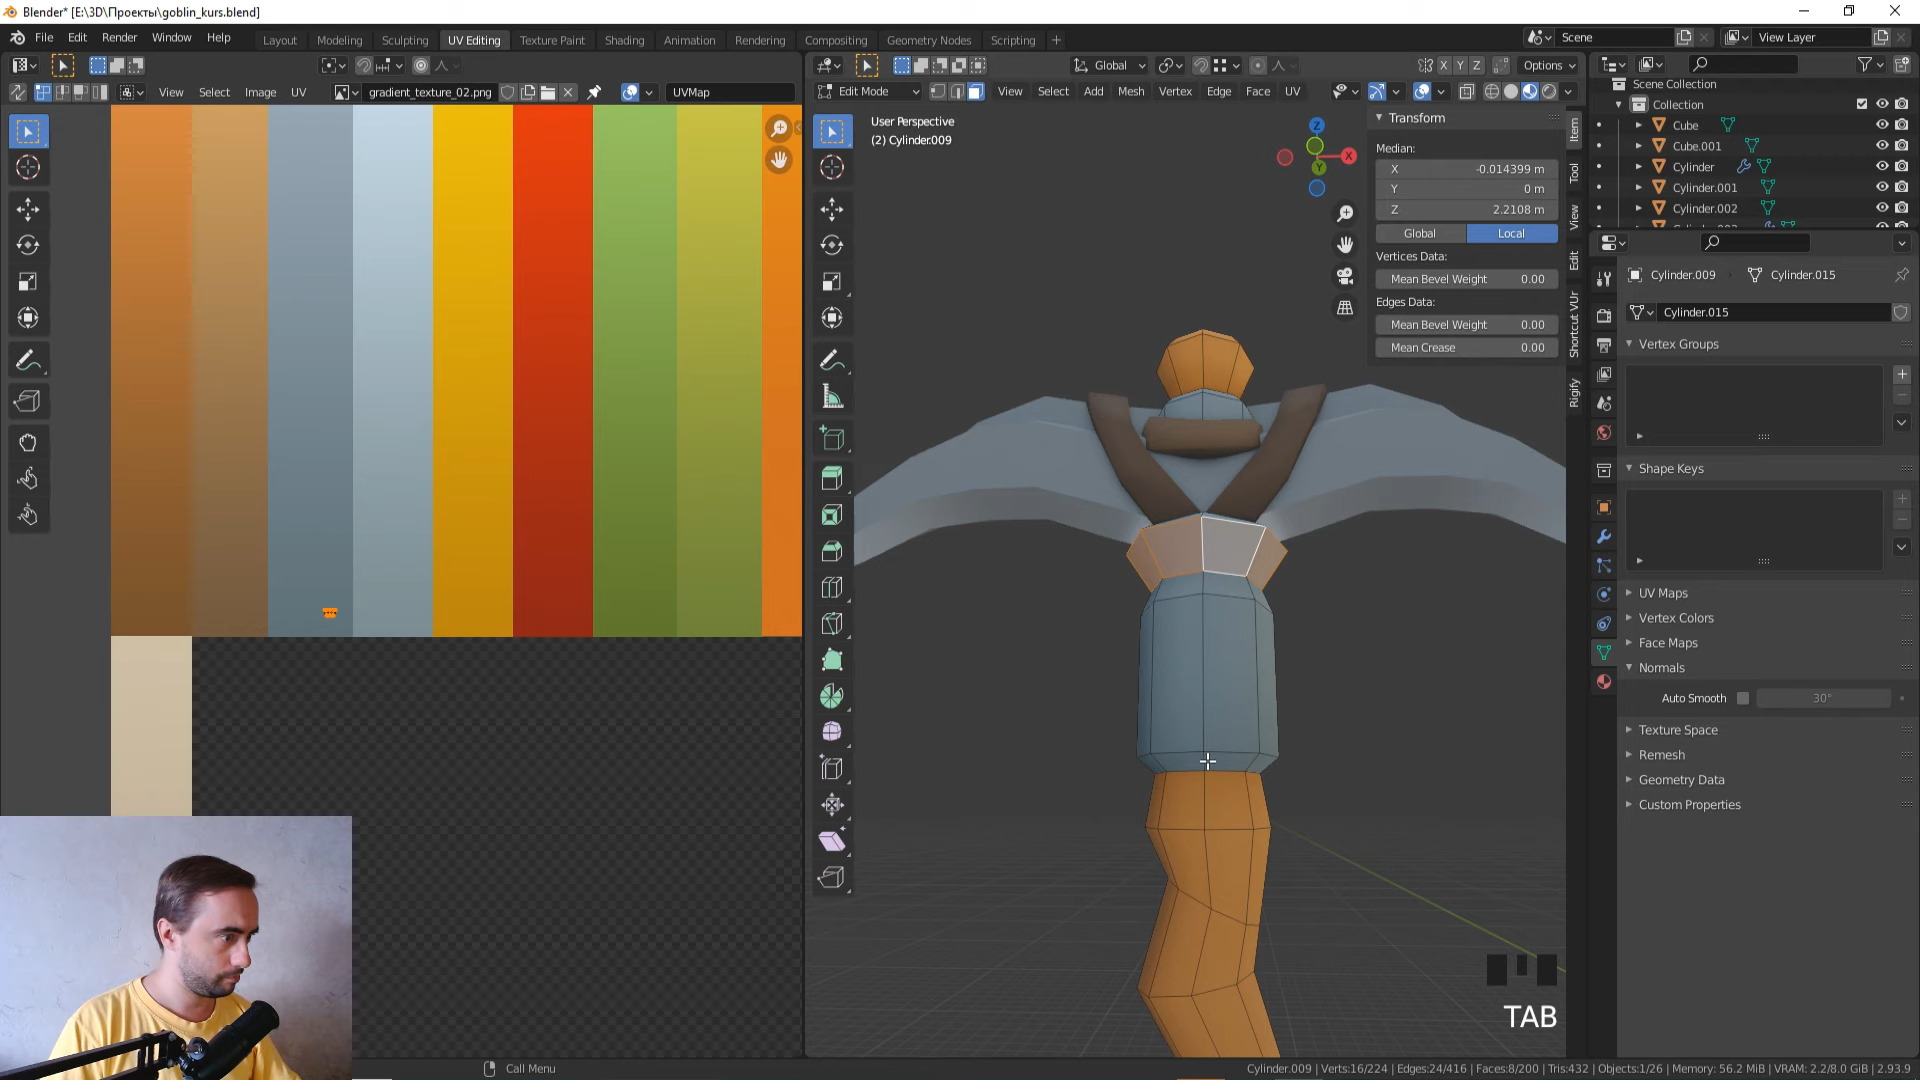 Blender* [E:\3D\Проекты\goblin_kurs.blend]
File Edit Render Window Help
Layout Modeling Sculpting UV Editing Texture Paint Shading Animation Rendering Compositing Geometry Nodes Scripting +
Scene
View Layer
Global
X Y Z
Options
View Select Image UV
gradient_texture_02.png
UVMap
Edit Mode
View Select Add Mesh Vertex Edge Face UV
User Perspective
(2) Cylinder.009
X
Y
Transform
Median:
X -0.014399 m
Y 0 m
Z 2.2108 m
Global Local
Vertices Data:
Mean Bevel Weight 0.00
Edges Data:
Mean Bevel Weight 0.00
Mean Crease 0.00
Item
Tool
View
Edit
Shortcut VUr
Rigify
Scene Collection
Collection
Cube
Cube.001
Cylinder
Cylinder.001
Cylinder.002
Cylinder.009
Cylinder.015
Cylinder.015
Vertex Groups
Shape Keys
UV Maps
Vertex Colors
Face Maps
Normals
Auto Smooth 30°
Texture Space
Remesh
Geometry Data
Custom Properties
TAB
Call Menu
Cylinder.009 | Verts:16/224 | Edges:24/416 | Faces:8/200 | Tris:432 | Objects:1/26 | Memory: 56.2 MiB | VRAM: 2.2/8.0 GiB | 2.93.9